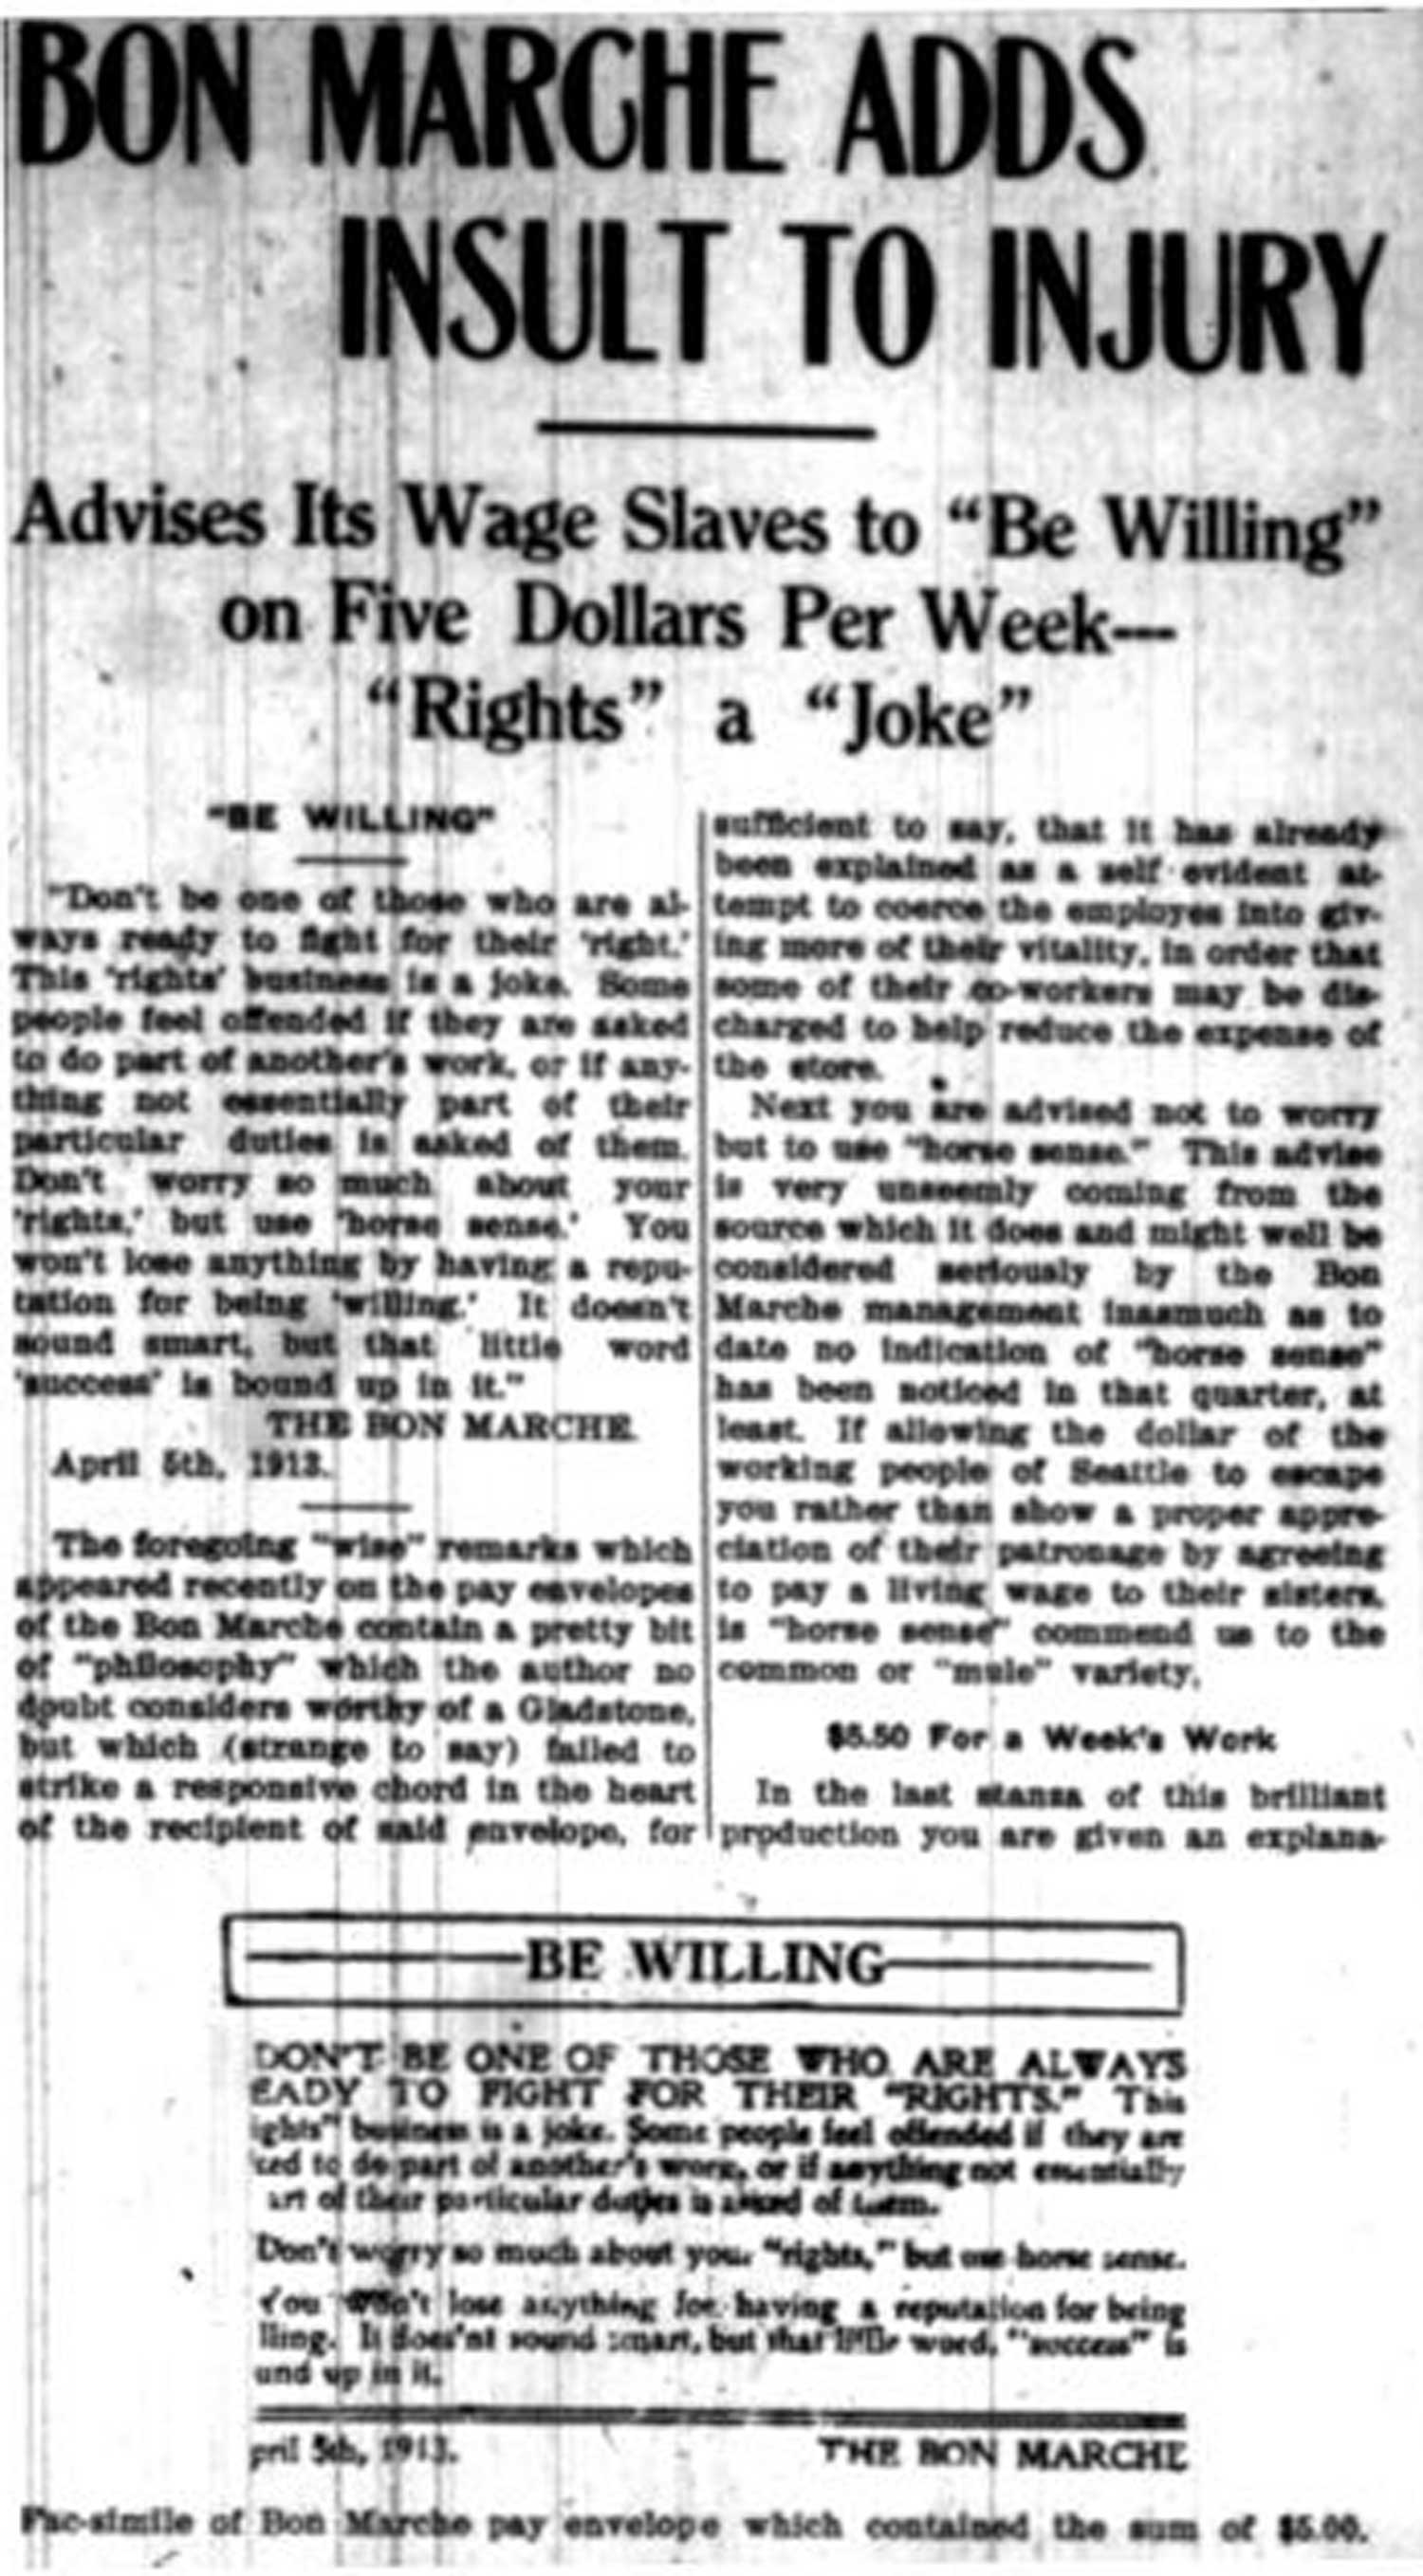 BON MARCHE ADDS
INSULT TO INJURY
Advises Its Wage Slaves to “Be Willing”
on Five Dollars Per Week—
“Rights” a “Joke”
"BE WILLING"
"Don't be one of those who are al-
ways ready to fight for their 'right.'
This 'rights' business is a joke. Some
people feel offended if they are asked
to do part of another's work, or if any-
thing not essentially part of their
particular duties is asked of them.
Don't worry so much about your
'rights,' but use 'horse sense.' You
won't lose anything by having a repu-
tation for being 'willing.' It doesn't
sound smart, but that little word
'success' is bound up in it."
THE BON MARCHE.
April 5th, 1913.
The foregoing "wise" remarks which
appeared recently on the pay envelopes
of the Bon Marche contain a pretty bit
of "philosophy" which the author no
doubt considers worthy of a Gladstone,
but which (strange to say) failed to
strike a responsive chord in the heart
of the recipient of said envelope, for
sufficient to say, that it has already
been explained as a self evident at-
tempt to coerce the employes into giv-
ing more of their vitality, in order that
some of their co-workers may be dis-
charged to help reduce the expense of
the store.
Next you are advised not to worry
but to use "horse sense." This advise
is very unseemly coming from the
source which it does and might well be
considered seriously by the Bon
Marche management inasmuch as to
date no indication of "horse sense"
has been noticed in that quarter, at
least. If allowing the dollar of the
working people of Seattle to escape
you rather than show a proper appre-
ciation of their patronage by agreeing
to pay a living wage to their sisters,
is "horse sense" commend us to the
common or "mule" variety.
$5.50 For a Week's Work
In the last stanza of this brilliant
production you are given an explana-
BE WILLING
DON'T BE ONE OF THOSE WHO ARE ALWAYS
EADY TO FIGHT FOR THEIR "RIGHTS." This
ights" business is a joke. Some people feel offended if they are
ked to do part of another's work, or if anything not essentially
art of their particular duties is asked of them.
Don't worry so much about your "rights," but use horse sense.
You won't lose anything for having a reputation for being
lling. It does'nt sound smart, but that little word, "success" is
und up in it.
pril 5th, 1913. THE BON MARCHE
Fac-simile of Bon Marche pay envelope which contained the sum of $5.00.